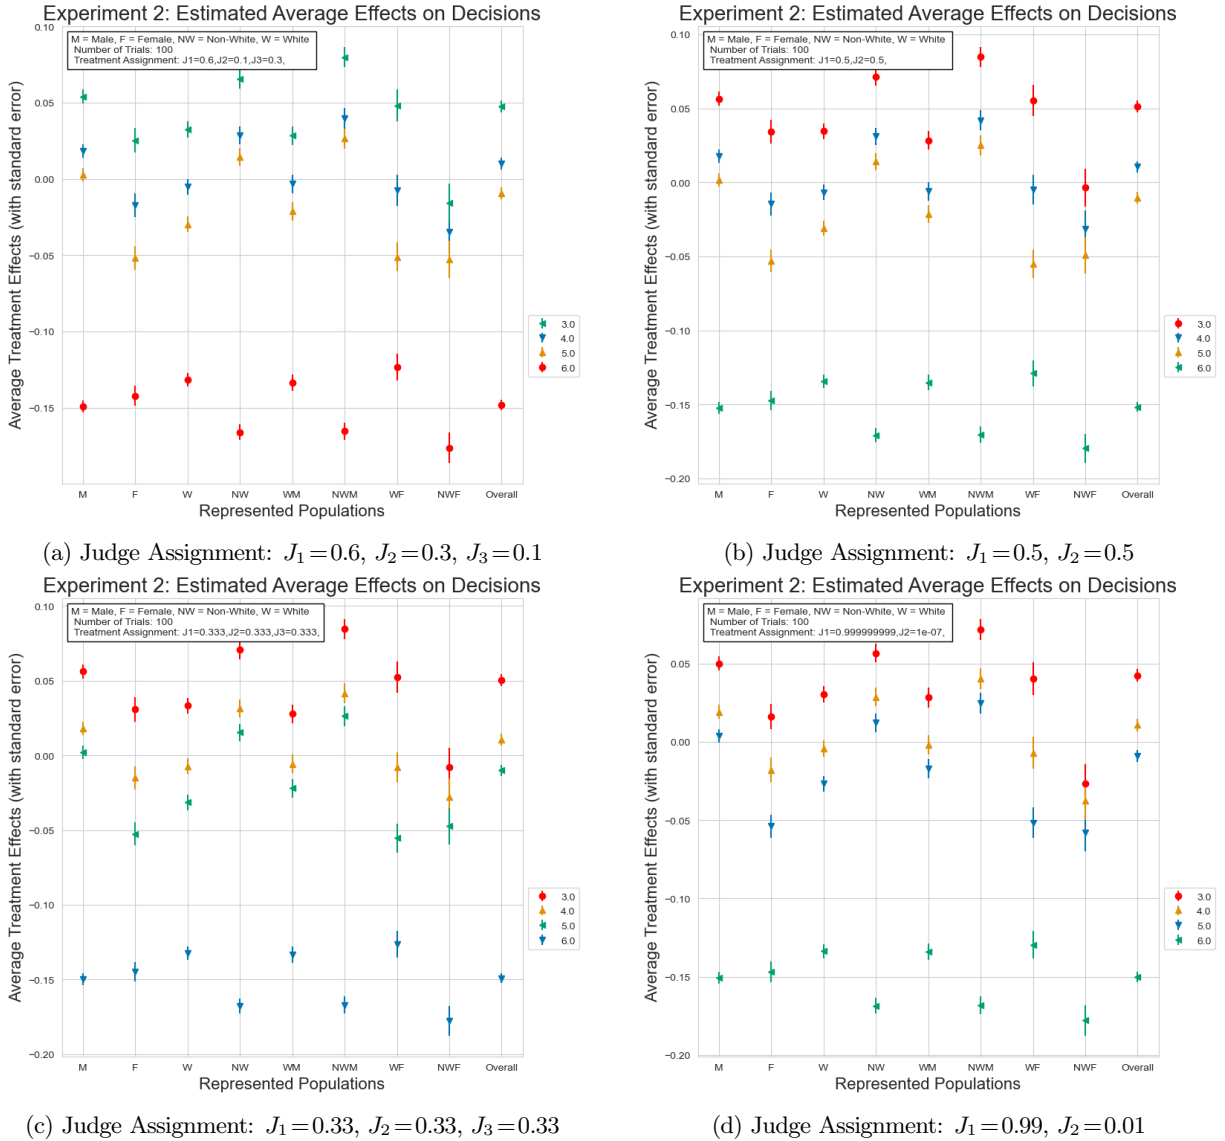 Experiment 2: Estimated Average Effects on Decisions
M = Male, F = Female, NW = Non-White, W = White
Number of Trials: 100
Treatment Assignment: J1=0.6,J2=0.1,J3=0.3,
Average Treatment Effects (with standard error)
0.10
0.05
0.00
−0.05
−0.10
−0.15
3.0
4.0
5.0
6.0
M F W NW WM NWM WF NWF Overall
Represented Populations
(a) Judge Assignment: J₁=0.6, J₂=0.3, J₃=0.1
Experiment 2: Estimated Average Effects on Decisions
M = Male, F = Female, NW = Non-White, W = White
Number of Trials: 100
Treatment Assignment: J1=0.5,J2=0.5,
Average Treatment Effects (with standard error)
0.10
0.05
0.00
−0.05
−0.10
−0.15
−0.20
3.0
4.0
5.0
6.0
M F W NW WM NWM WF NWF Overall
Represented Populations
(b) Judge Assignment: J₁=0.5, J₂=0.5
Experiment 2: Estimated Average Effects on Decisions
M = Male, F = Female, NW = Non-White, W = White
Number of Trials: 100
Treatment Assignment: J1=0.333,J2=0.333,J3=0.333,
Average Treatment Effects (with standard error)
0.10
0.05
0.00
−0.05
−0.10
−0.15
−0.20
3.0
4.0
5.0
6.0
M F W NW WM NWM WF NWF Overall
Represented Populations
(c) Judge Assignment: J₁=0.33, J₂=0.33, J₃=0.33
Experiment 2: Estimated Average Effects on Decisions
M = Male, F = Female, NW = Non-White, W = White
Number of Trials: 100
Treatment Assignment: J1=0.999999999,J2=1e-07,
Average Treatment Effects (with standard error)
0.05
0.00
−0.05
−0.10
−0.15
−0.20
3.0
4.0
5.0
6.0
M F W NW WM NWM WF NWF Overall
Represented Populations
(d) Judge Assignment: J₁=0.99, J₂=0.01